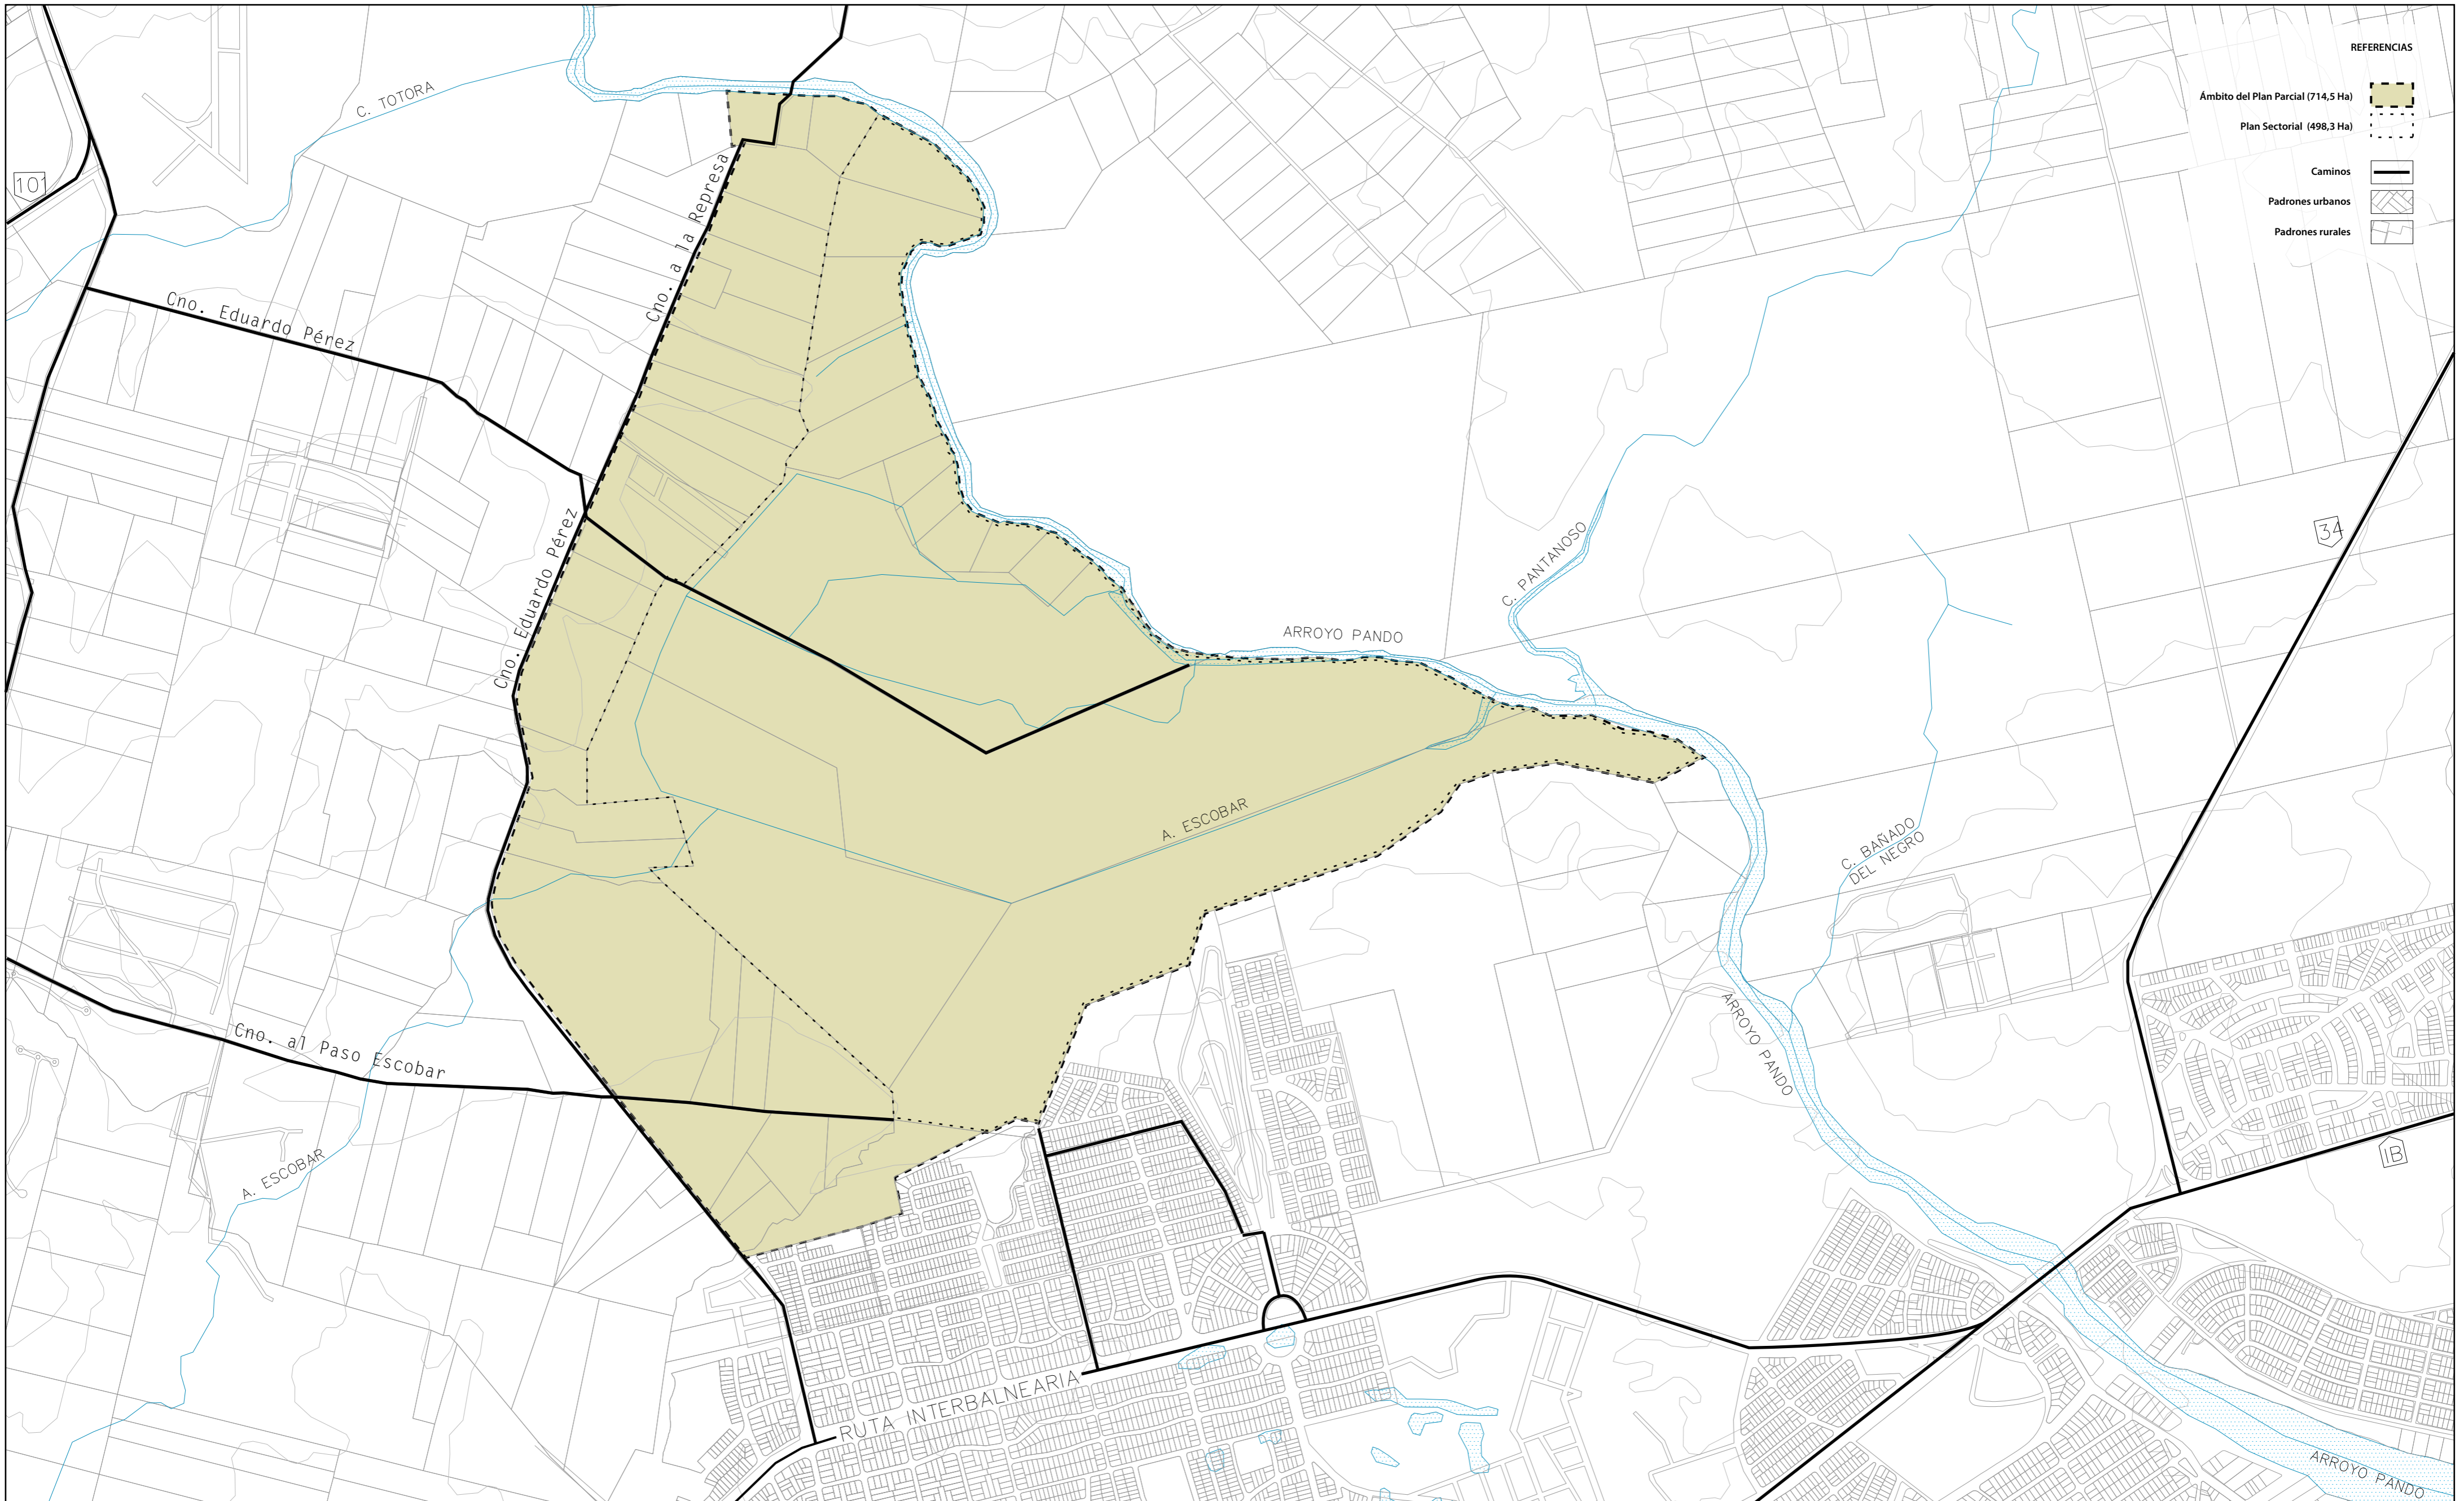 REFERENCIAS
Ámbito del Plan Parcial (714,5 Ha)
Plan Sectorial (498,3 Ha)
Caminos
Padrones urbanos
Padrones rurales
C. TOTORA
101
Cno. a la Represa
Cno. Eduardo Pérez
Cno. Eduardo Pérez
C. PANTANOSO
34
ARROYO PANDO
A. ESCOBAR
C. BAÑADO
DEL NEGRO
ARROYO PANDO
Cno. al Paso Escobar
A. ESCOBAR
IB
RUTA INTERBALNEARIA
ARROYO PANDO